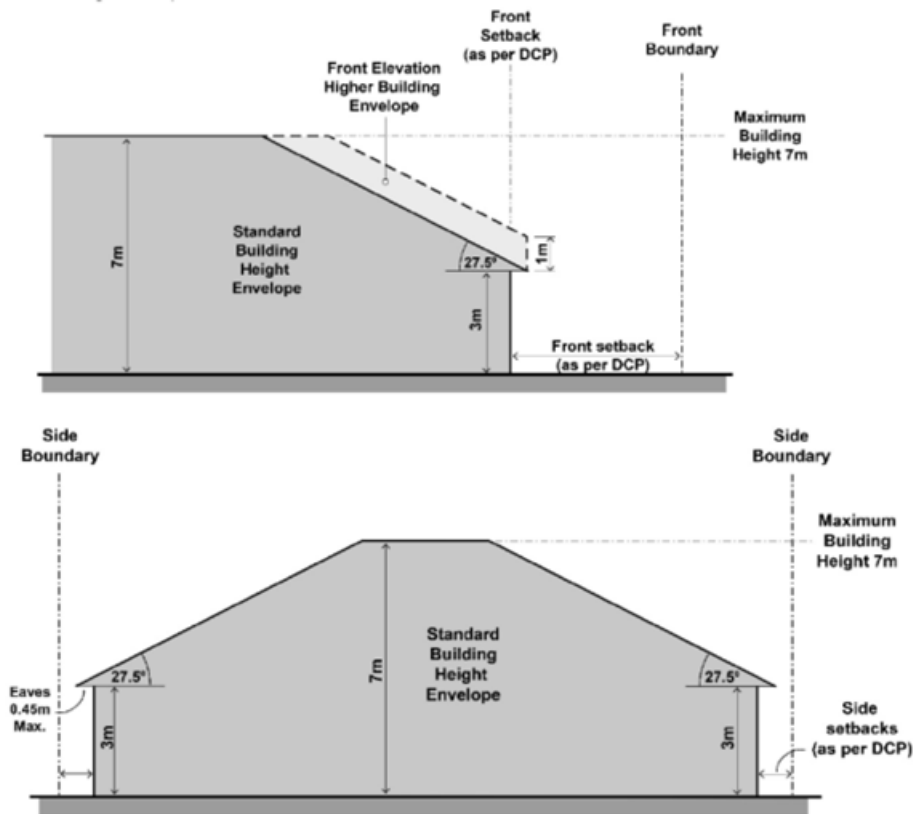 Front
Setback
(as per DCP)
Front
Boundary
Front Elevation
Higher Building
Envelope
Maximum
Building
Height 7m
Standard
Building
Height
Envelope
7m
27.5°
1m
3m
Front setback
(as per DCP)
Side
Boundary
Side
Boundary
Maximum
Building
Height 7m
Standard
Building
Height
Envelope
7m
27.5°
27.5°
Eaves
0.45m
Max.
3m
3m
Side
setbacks
(as per DCP)